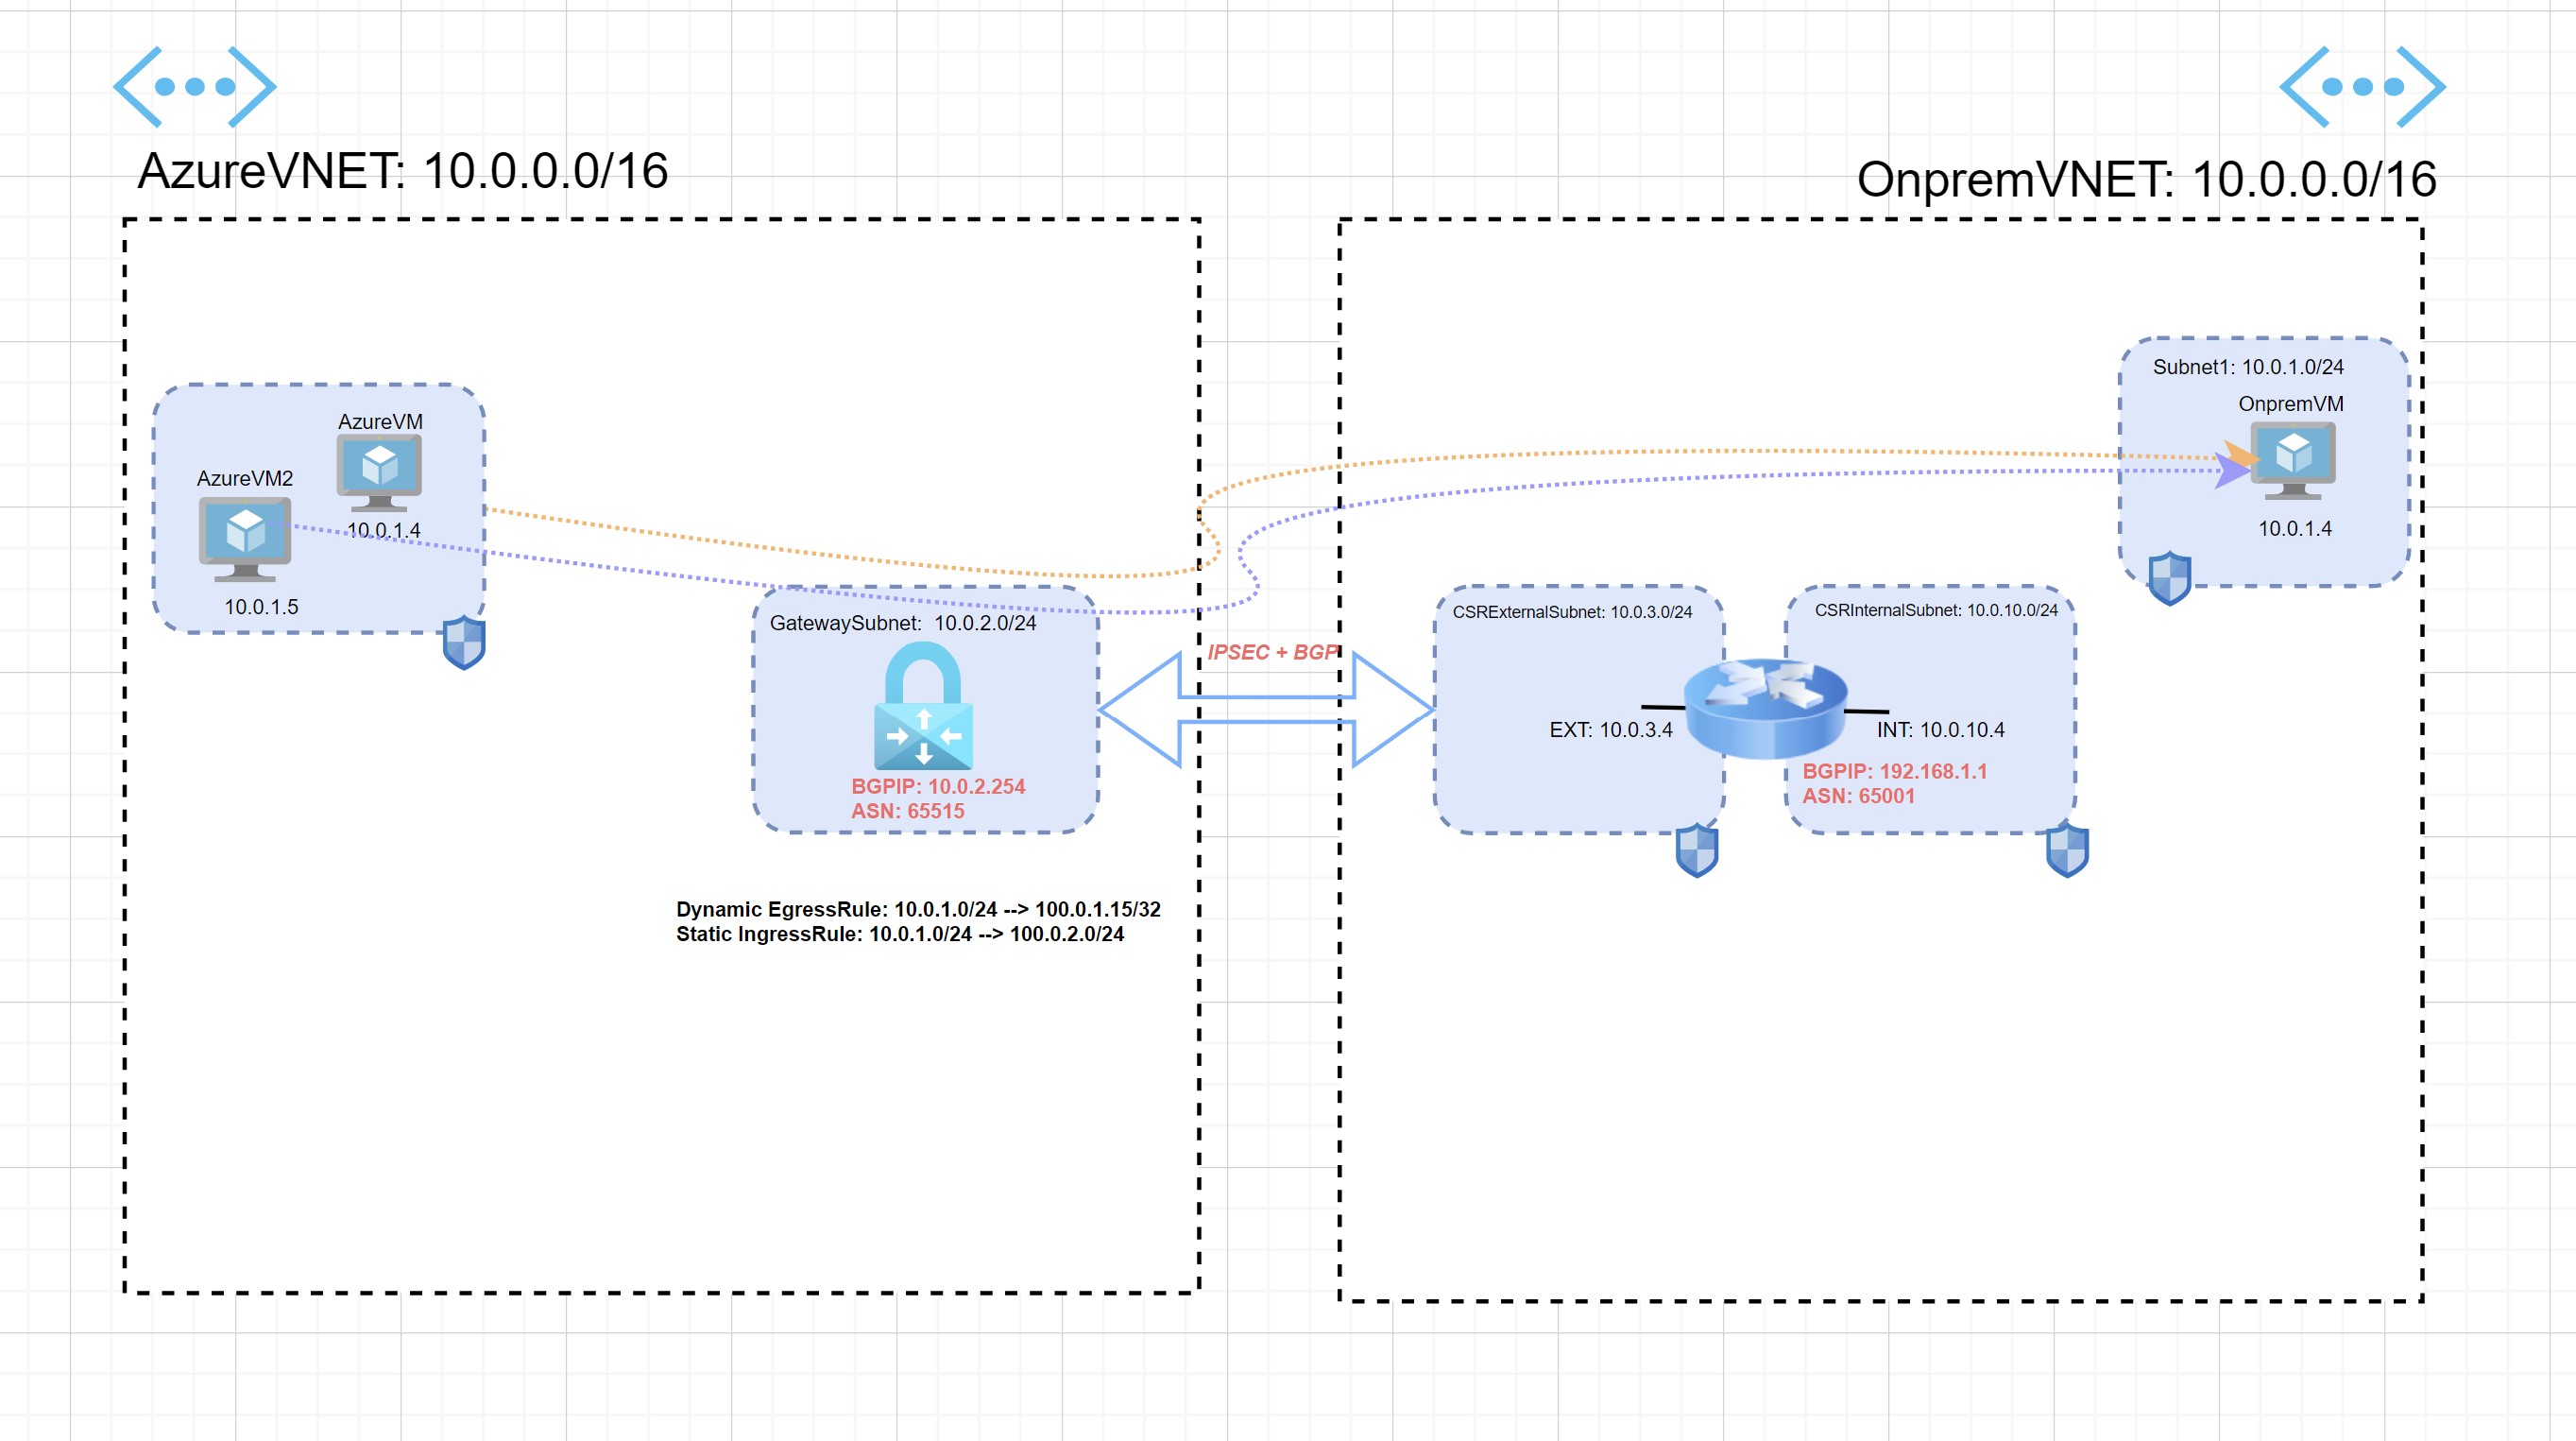 AzureVNET: 10.0.0.0/16
OnpremVNET: 10.0.0.0/16
AzureVM
10.0.1.4
AzureVM2
10.0.1.5
GatewaySubnet: 10.0.2.0/24
BGPIP: 10.0.2.254
ASN: 65515
Dynamic EgressRule: 10.0.1.0/24 --> 100.0.1.15/32
Static IngressRule: 10.0.1.0/24 --> 100.0.2.0/24
IPSEC + BGP
CSRExternalSubnet: 10.0.3.0/24
EXT: 10.0.3.4
CSRInternalSubnet: 10.0.10.0/24
INT: 10.0.10.4
BGPIP: 192.168.1.1
ASN: 65001
Subnet1: 10.0.1.0/24
OnpremVM
10.0.1.4